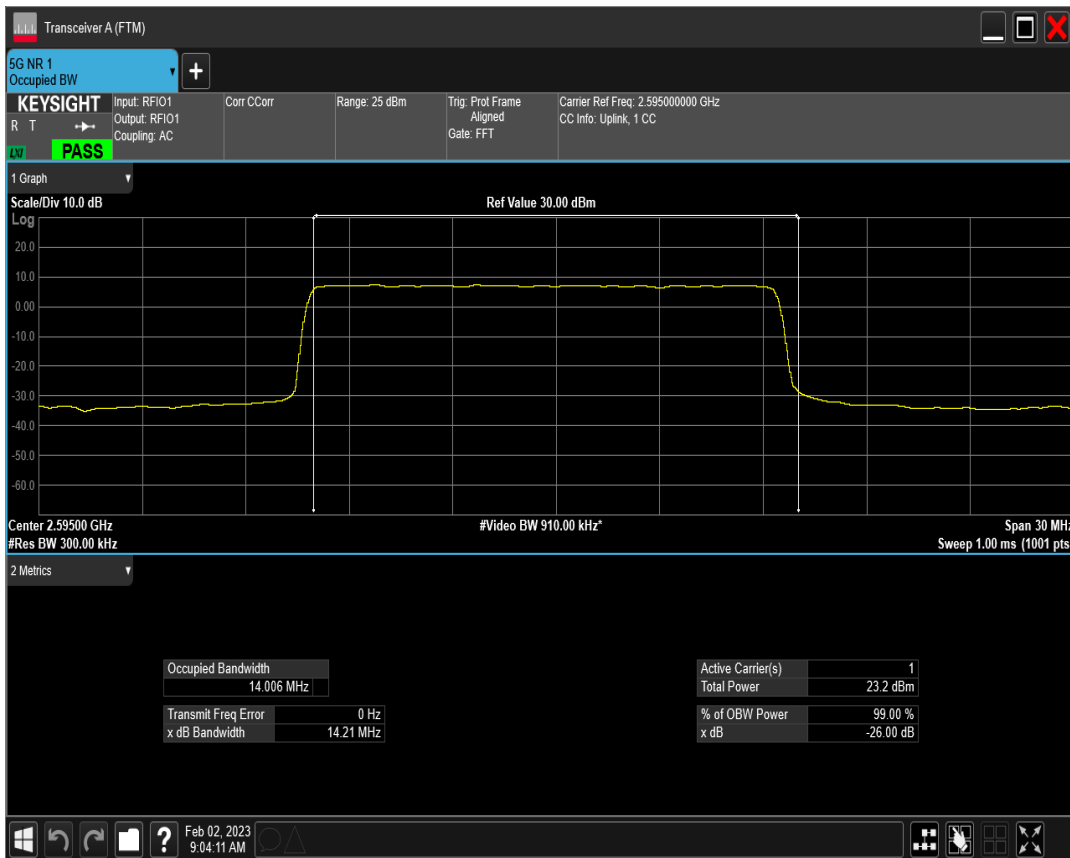 Transceiver A (FTM)
5G NR 1
Occupied BW
+
KEYSIGHT
R T
LXI
PASS
Input: RFIO1
Output: RFIO1
Coupling: AC
Corr CCorr
Range: 25 dBm
Trig: Prot Frame
Aligned
Gate: FFT
Carrier Ref Freq: 2.595000000 GHz
CC Info: Uplink, 1 CC
1 Graph
Scale/Div 10.0 dB
Ref Value 30.00 dBm
Log
20.0
10.0
0.00
-10.0
-20.0
-30.0
-40.0
-50.0
-60.0
Center 2.59500 GHz
#Video BW 910.00 kHz*
Span 30 MHz
#Res BW 300.00 kHz
Sweep 1.00 ms (1001 pts
2 Metrics
Occupied Bandwidth
14.006 MHz
Transmit Freq Error 0 Hz
x dB Bandwidth 14.21 MHz
Active Carrier(s) 1
Total Power 23.2 dBm
% of OBW Power 99.00 %
x dB -26.00 dB
?
Feb 02, 2023
9:04:11 AM